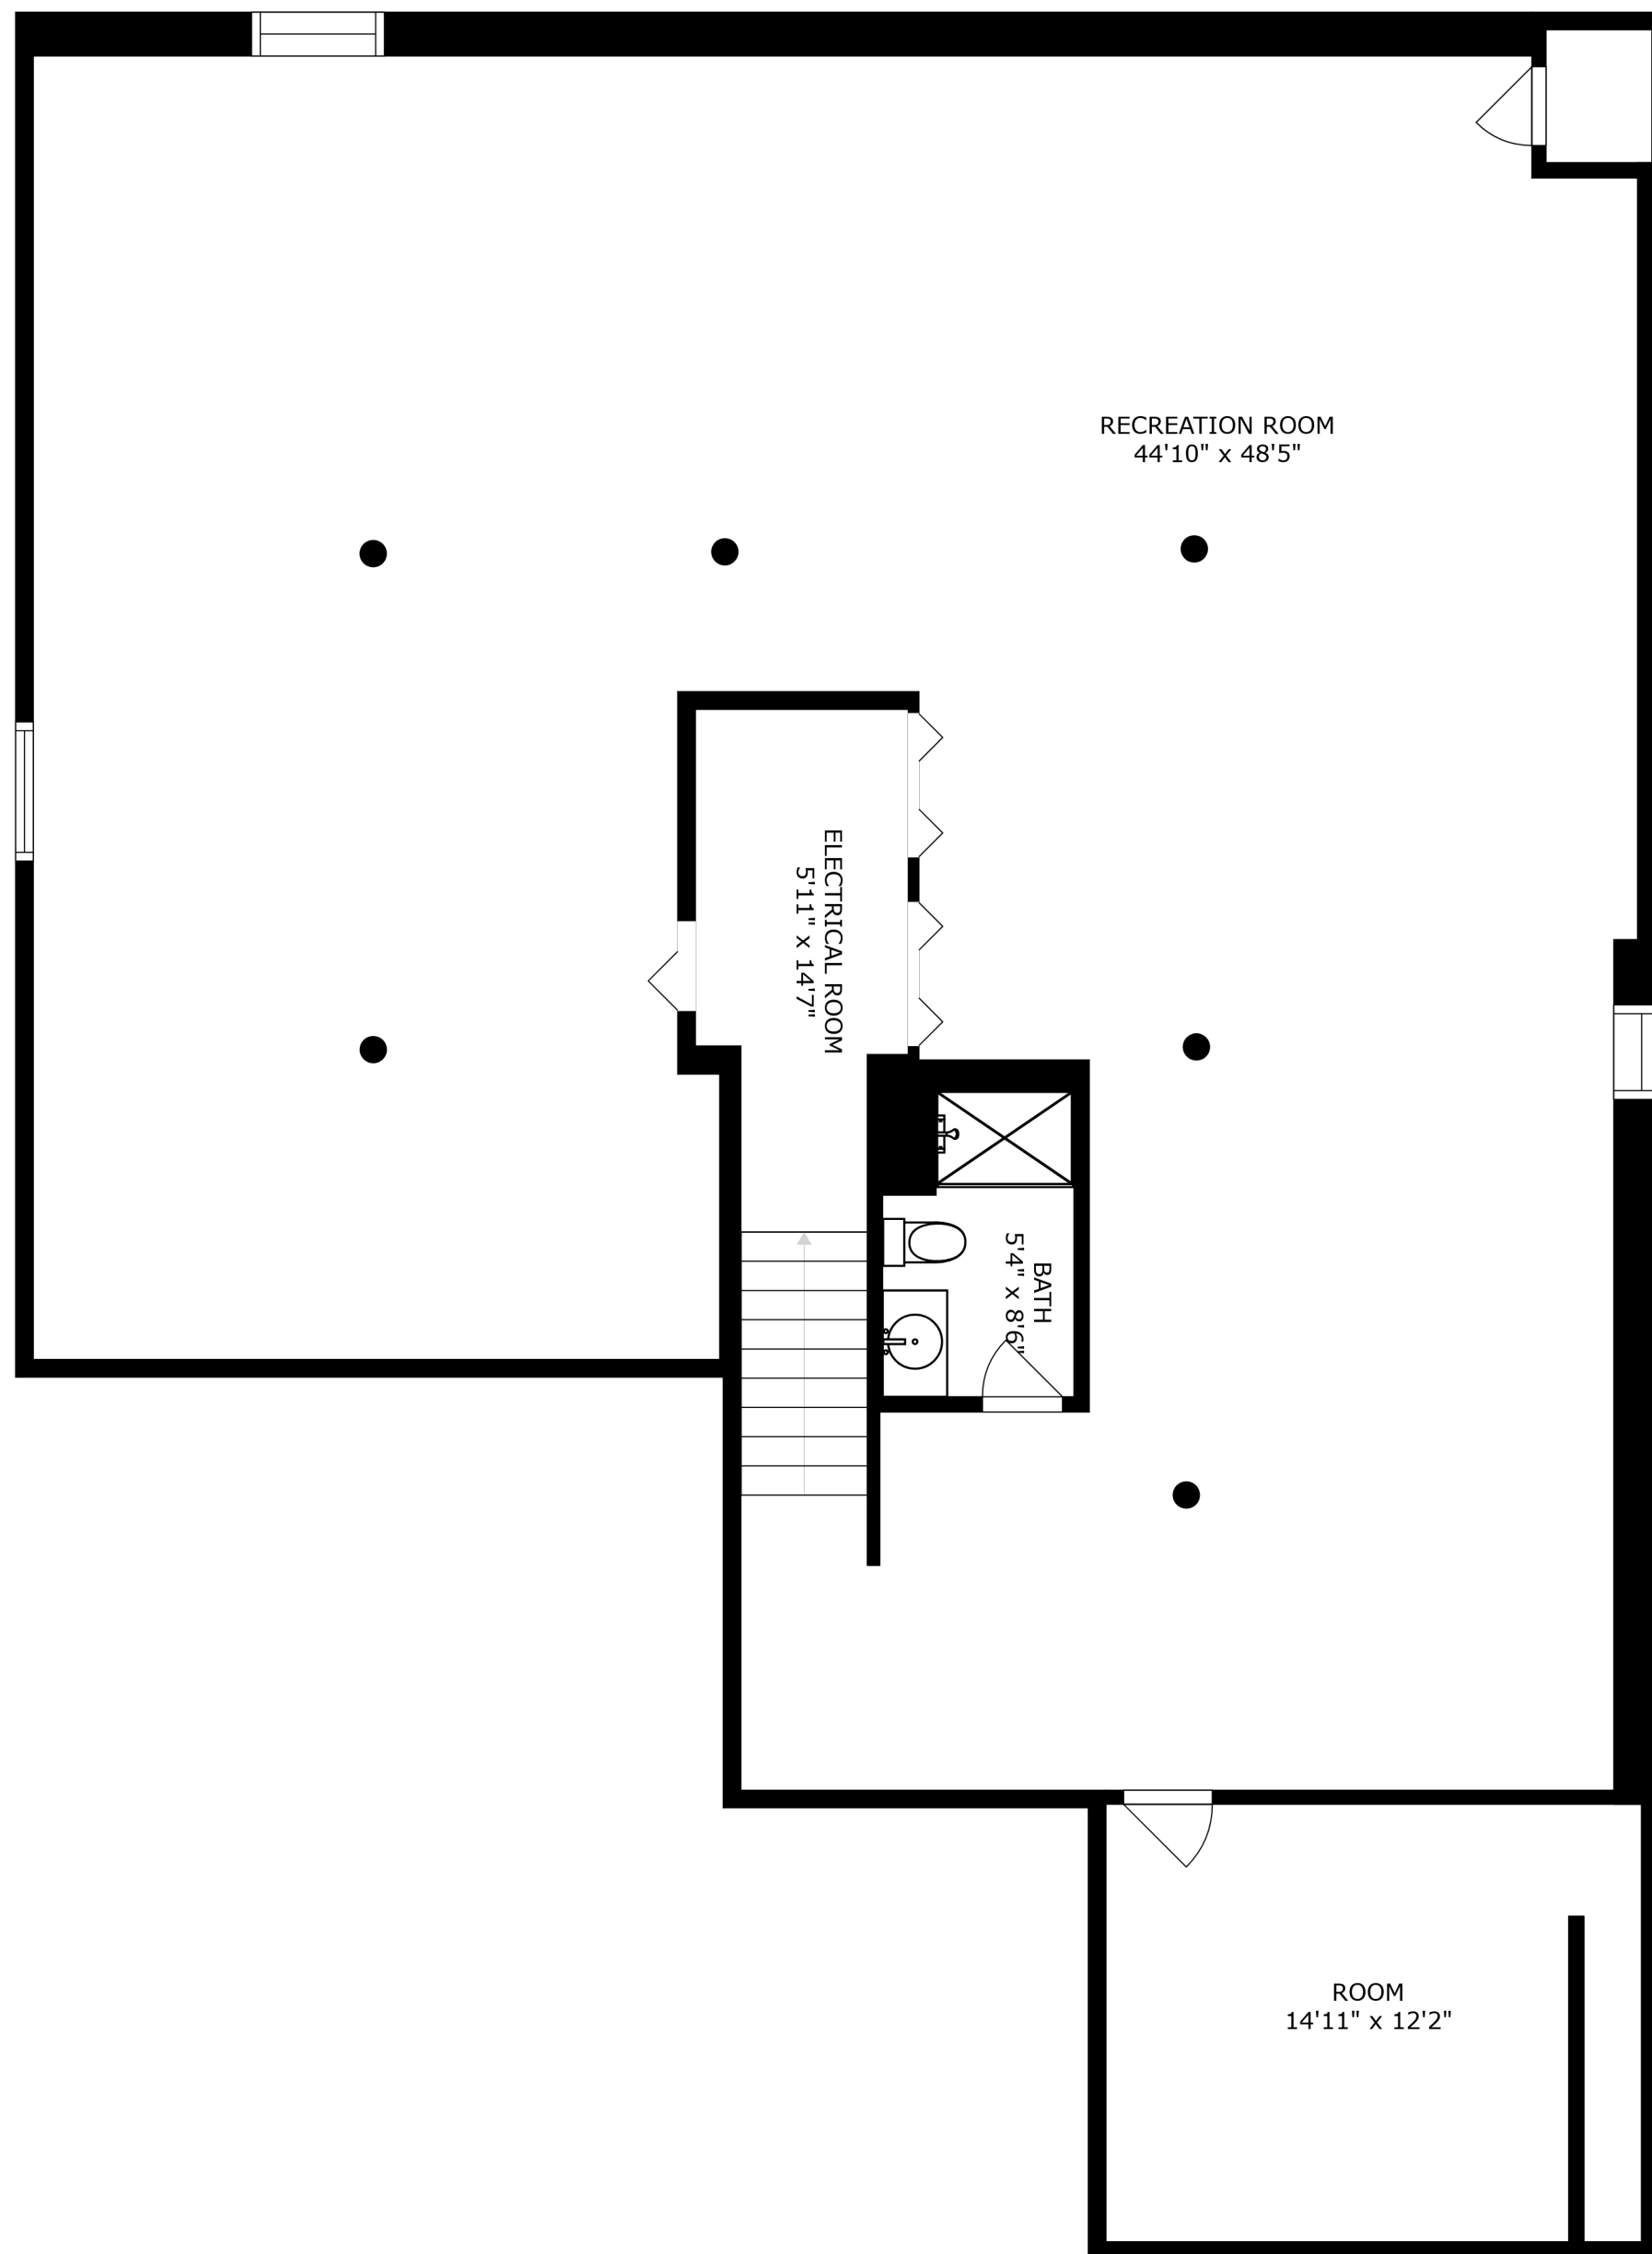 RECREATION ROOM
44'10" x 48'5"
ELECTRICAL ROOM
5'11" x 14'7"
BATH
5'4" x 8'6"
ROOM
14'11" x 12'2"